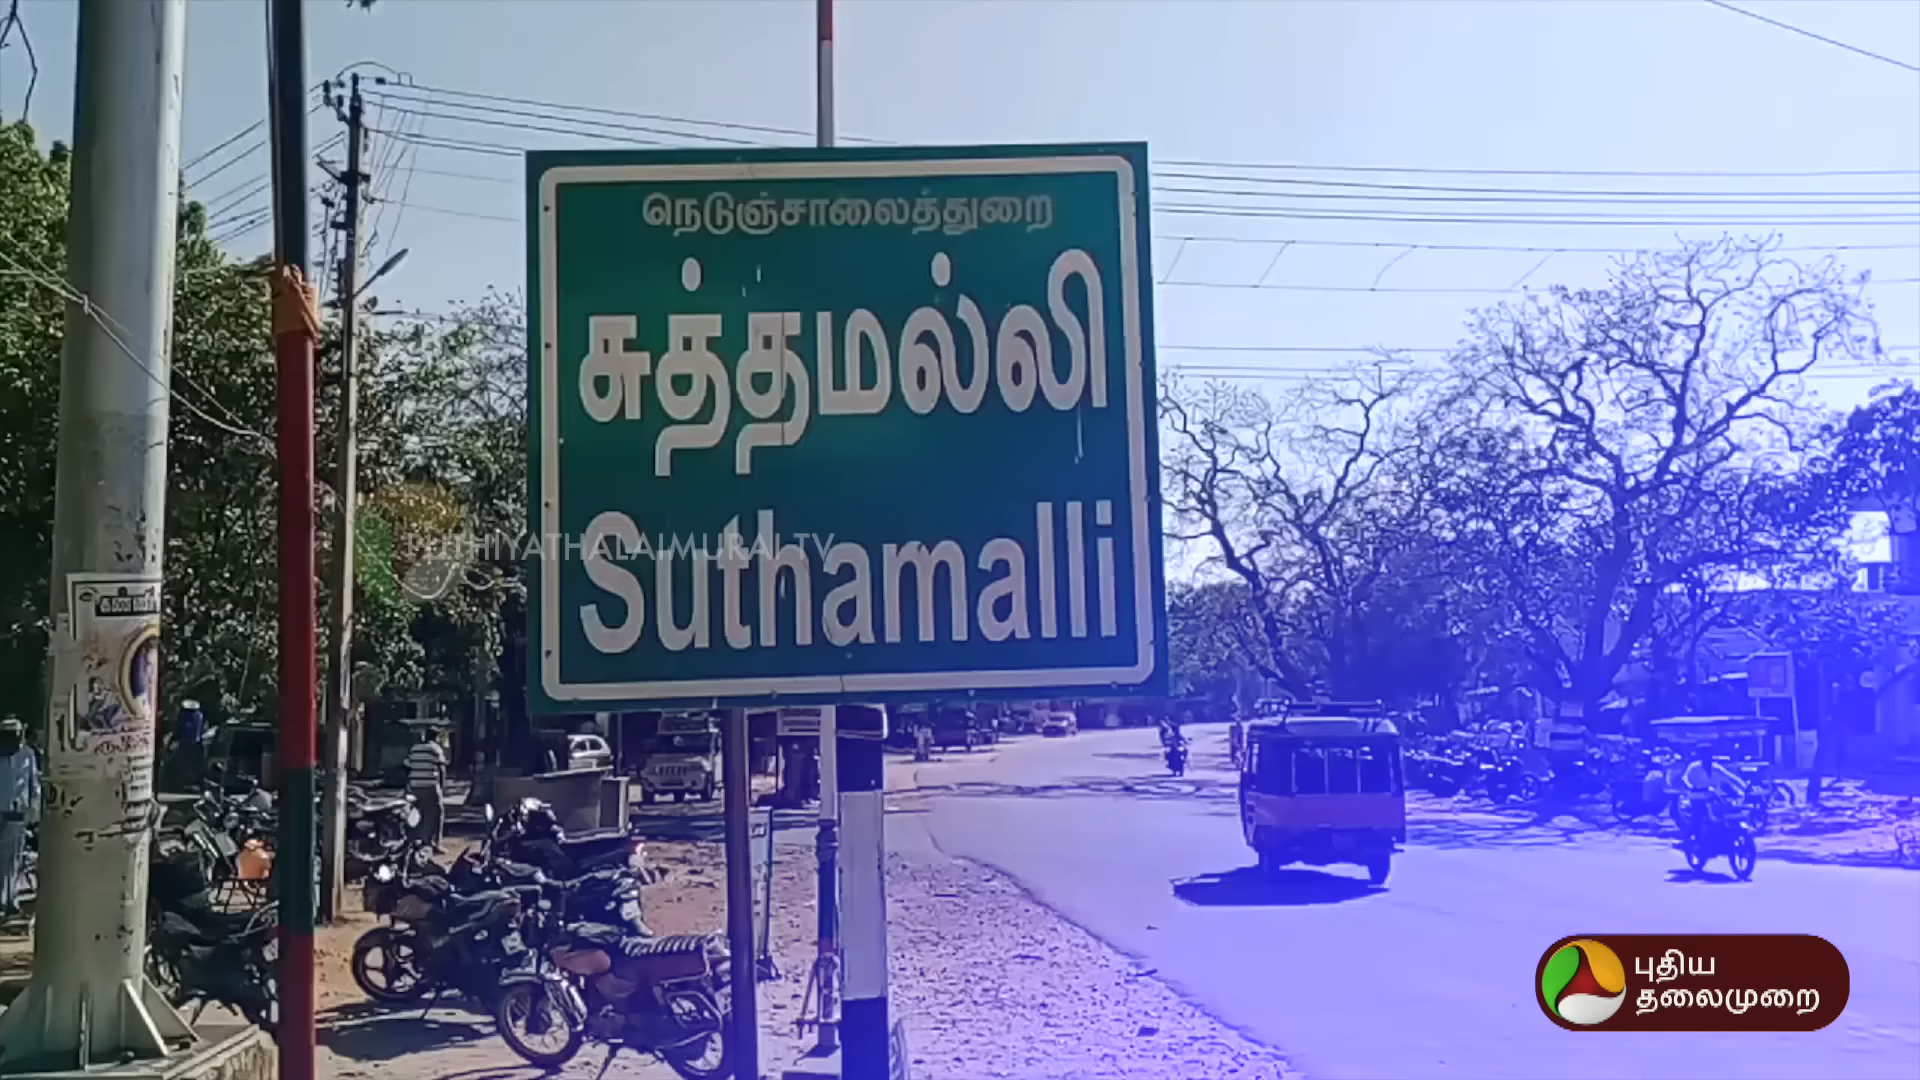 நெடுஞ்சாலைத்துறை
சுத்தமல்லி
Suthamalli
PUTHIYATHALAIMURAI TV
புதிய
தலைமுறை